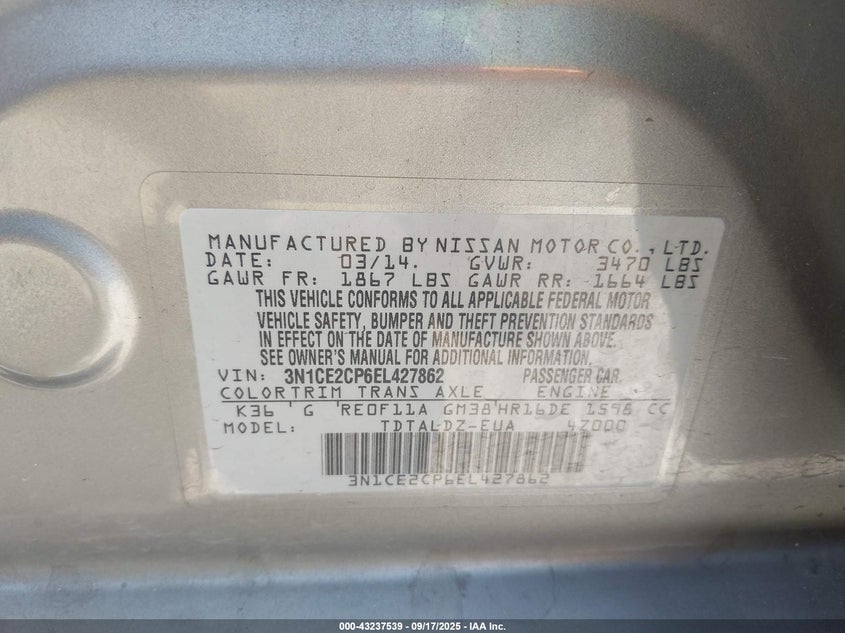 MANUFACTURED BY NISSAN MOTOR CO., LTD.
DATE: 03/14. GVWR: 3470 LBS
GAWR FR: 1867 LBS GAWR RR: 1664 LBS
THIS VEHICLE CONFORMS TO ALL APPLICABLE FEDERAL MOTOR
VEHICLE SAFETY, BUMPER AND THEFT PREVENTION STANDARDS
IN EFFECT ON THE DATE OF MANUFACTURE SHOWN ABOVE.
SEE OWNER'S MANUAL FOR ADDITIONAL INFORMATION.
VIN: 3N1CE2CP6EL427862 PASSENGER CAR
COLOR TRIM TRANS AXLE ENGINE
K36 G RE0F11A GM38 HR16DE 1598 CC
MODEL: TDTALDZ-EUA 4Z000
3N1CE2CP6EL427862
000-43237539 - 09/17/2025 - IAA Inc.